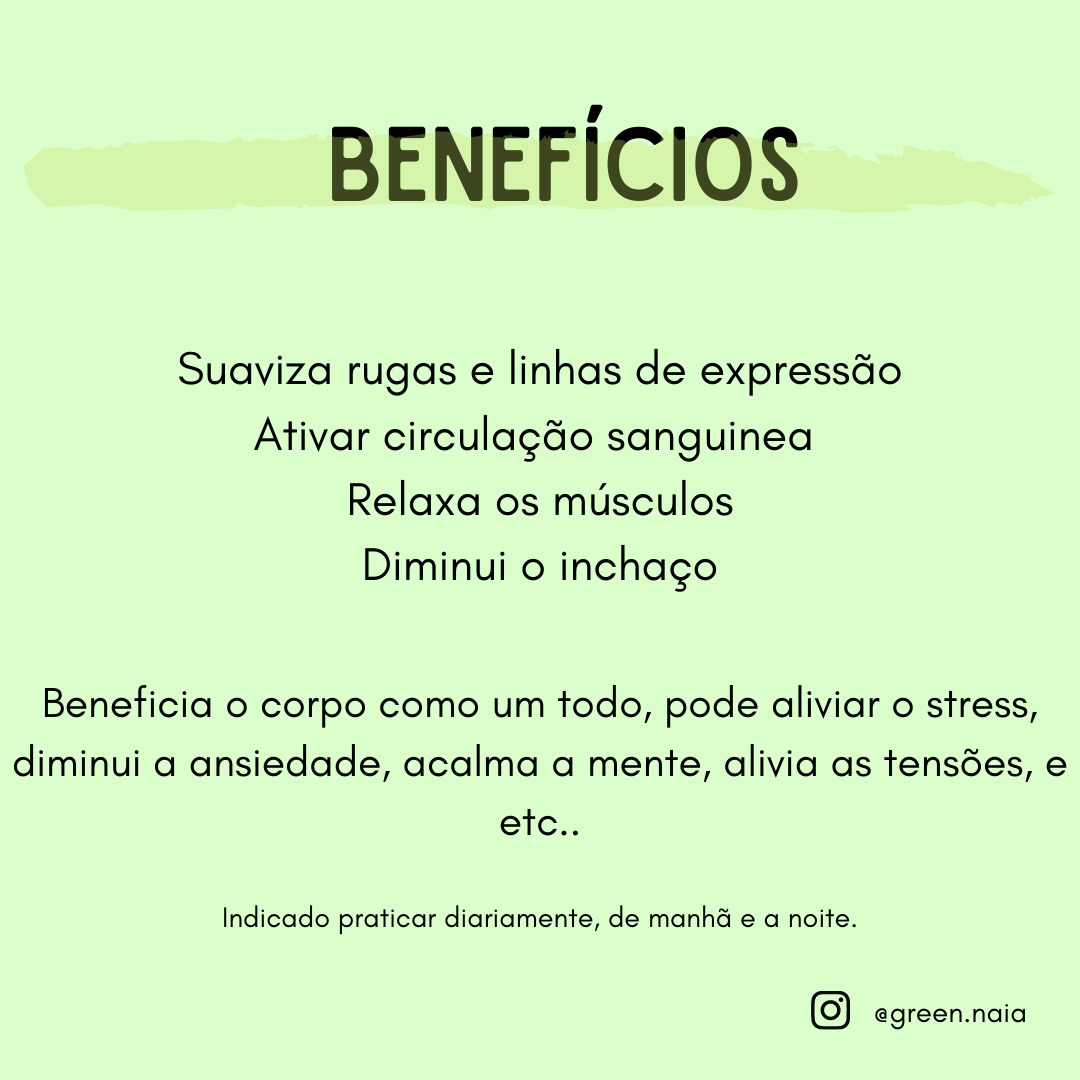 BENEFÍCIOS
Suaviza rugas e linhas de expressão
Ativar circulação sanguinea
Relaxa os músculos
Diminui o inchaço
Beneficia o corpo como um todo, pode aliviar o stress,
diminui a ansiedade, acalma a mente, alivia as tensões, e
etc..
Indicado praticar diariamente, de manhã e a noite.
@green.naia